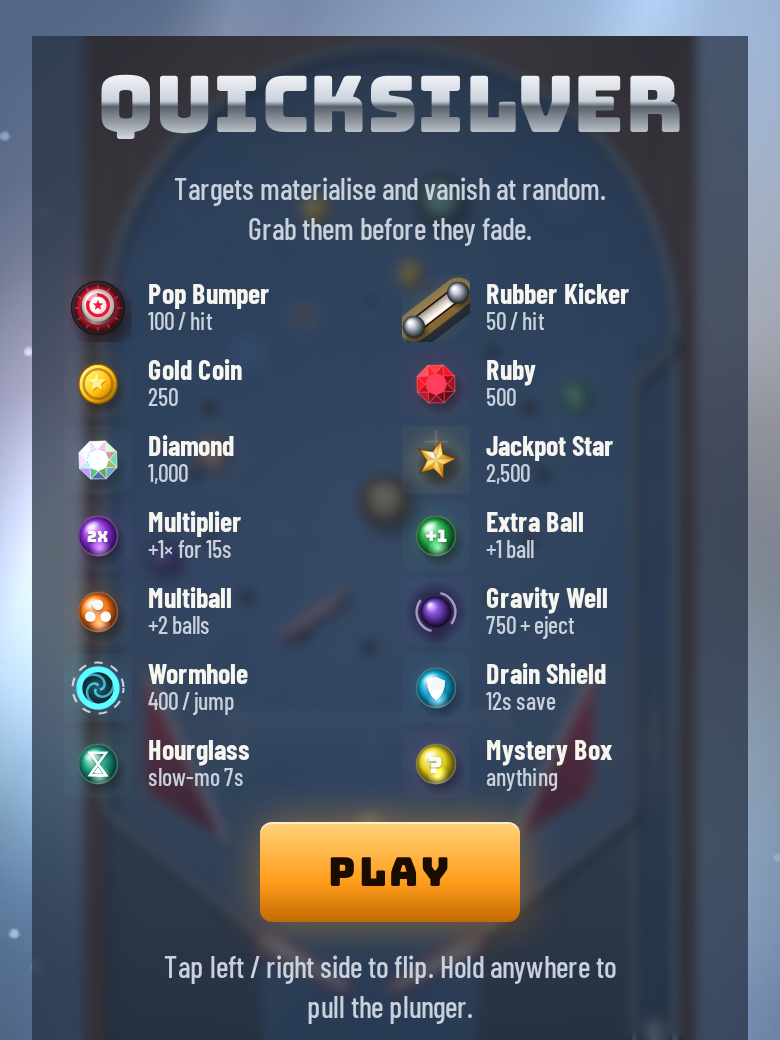 QUICKSILVER
Targets materialise and vanish at random.
Grab them before they fade.
Pop Bumper
100 / hit
Rubber Kicker
50 / hit
Gold Coin
250
Ruby
500
Diamond
1,000
Jackpot Star
2,500
2X
Multiplier
+1× for 15s
+1
Extra Ball
+1 ball
Multiball
+2 balls
Gravity Well
750 + eject
Wormhole
400 / jump
Drain Shield
12s save
Hourglass
slow-mo 7s
?
Mystery Box
anything
PLAY
Tap left / right side to flip. Hold anywhere to
pull the plunger.